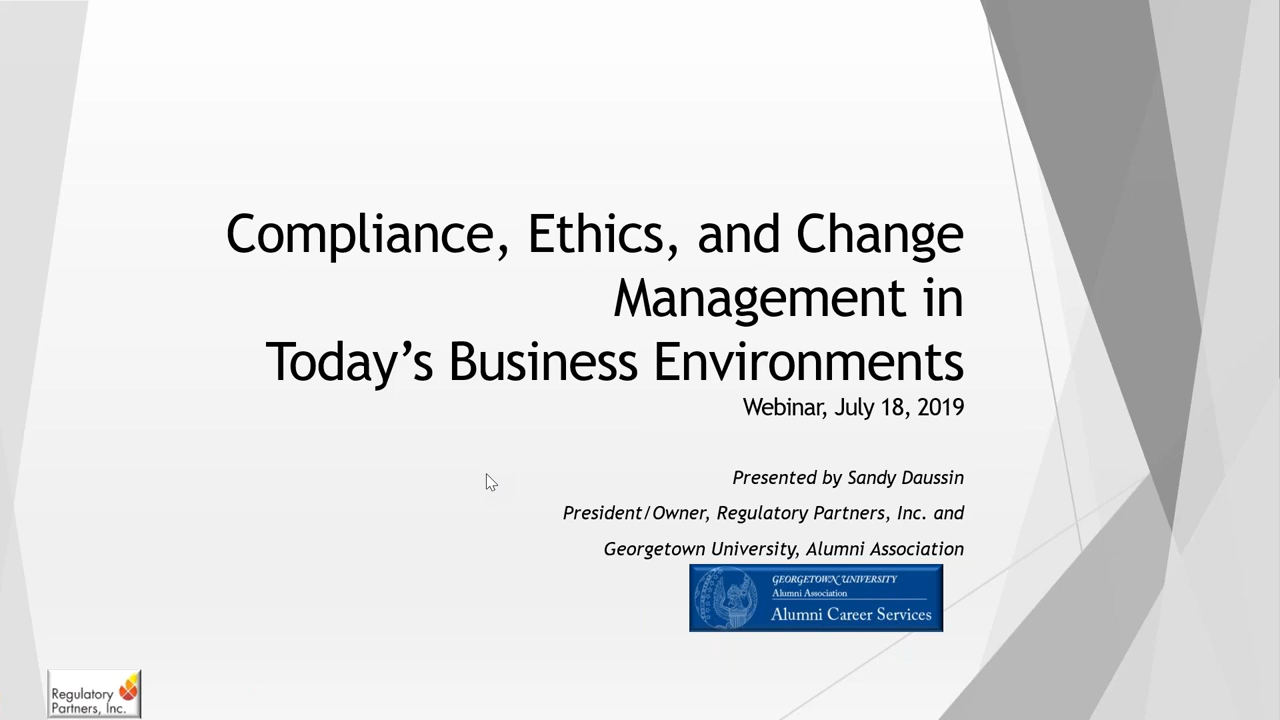 Compliance, Ethics, and Change
Management in
Today’s Business Environments
Webinar, July 18, 2019
Presented by Sandy Daussin
President/Owner, Regulatory Partners, Inc. and
Georgetown University, Alumni Association
GEORGETOWN UNIVERSITY
Alumni Association
Alumni Career Services
Regulatory
Partners, Inc.